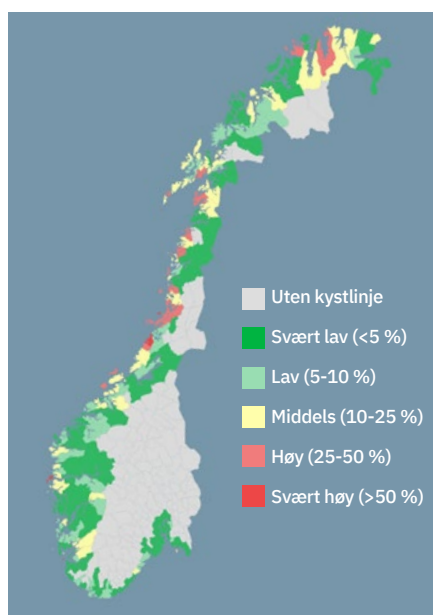 Uten kystlinje
Svært lav (<5 %)
Lav (5-10 %)
Middels (10-25 %)
Høy (25-50 %)
Svært høy (>50 %)